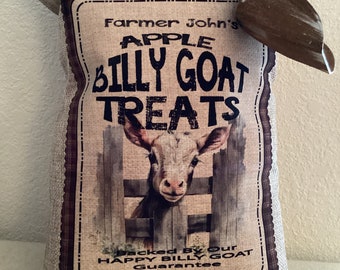 Farmer John's
APPLE
BILLY GOAT
TREATS
Backed By Our
HAPPY BILLY GOAT
Guarantee